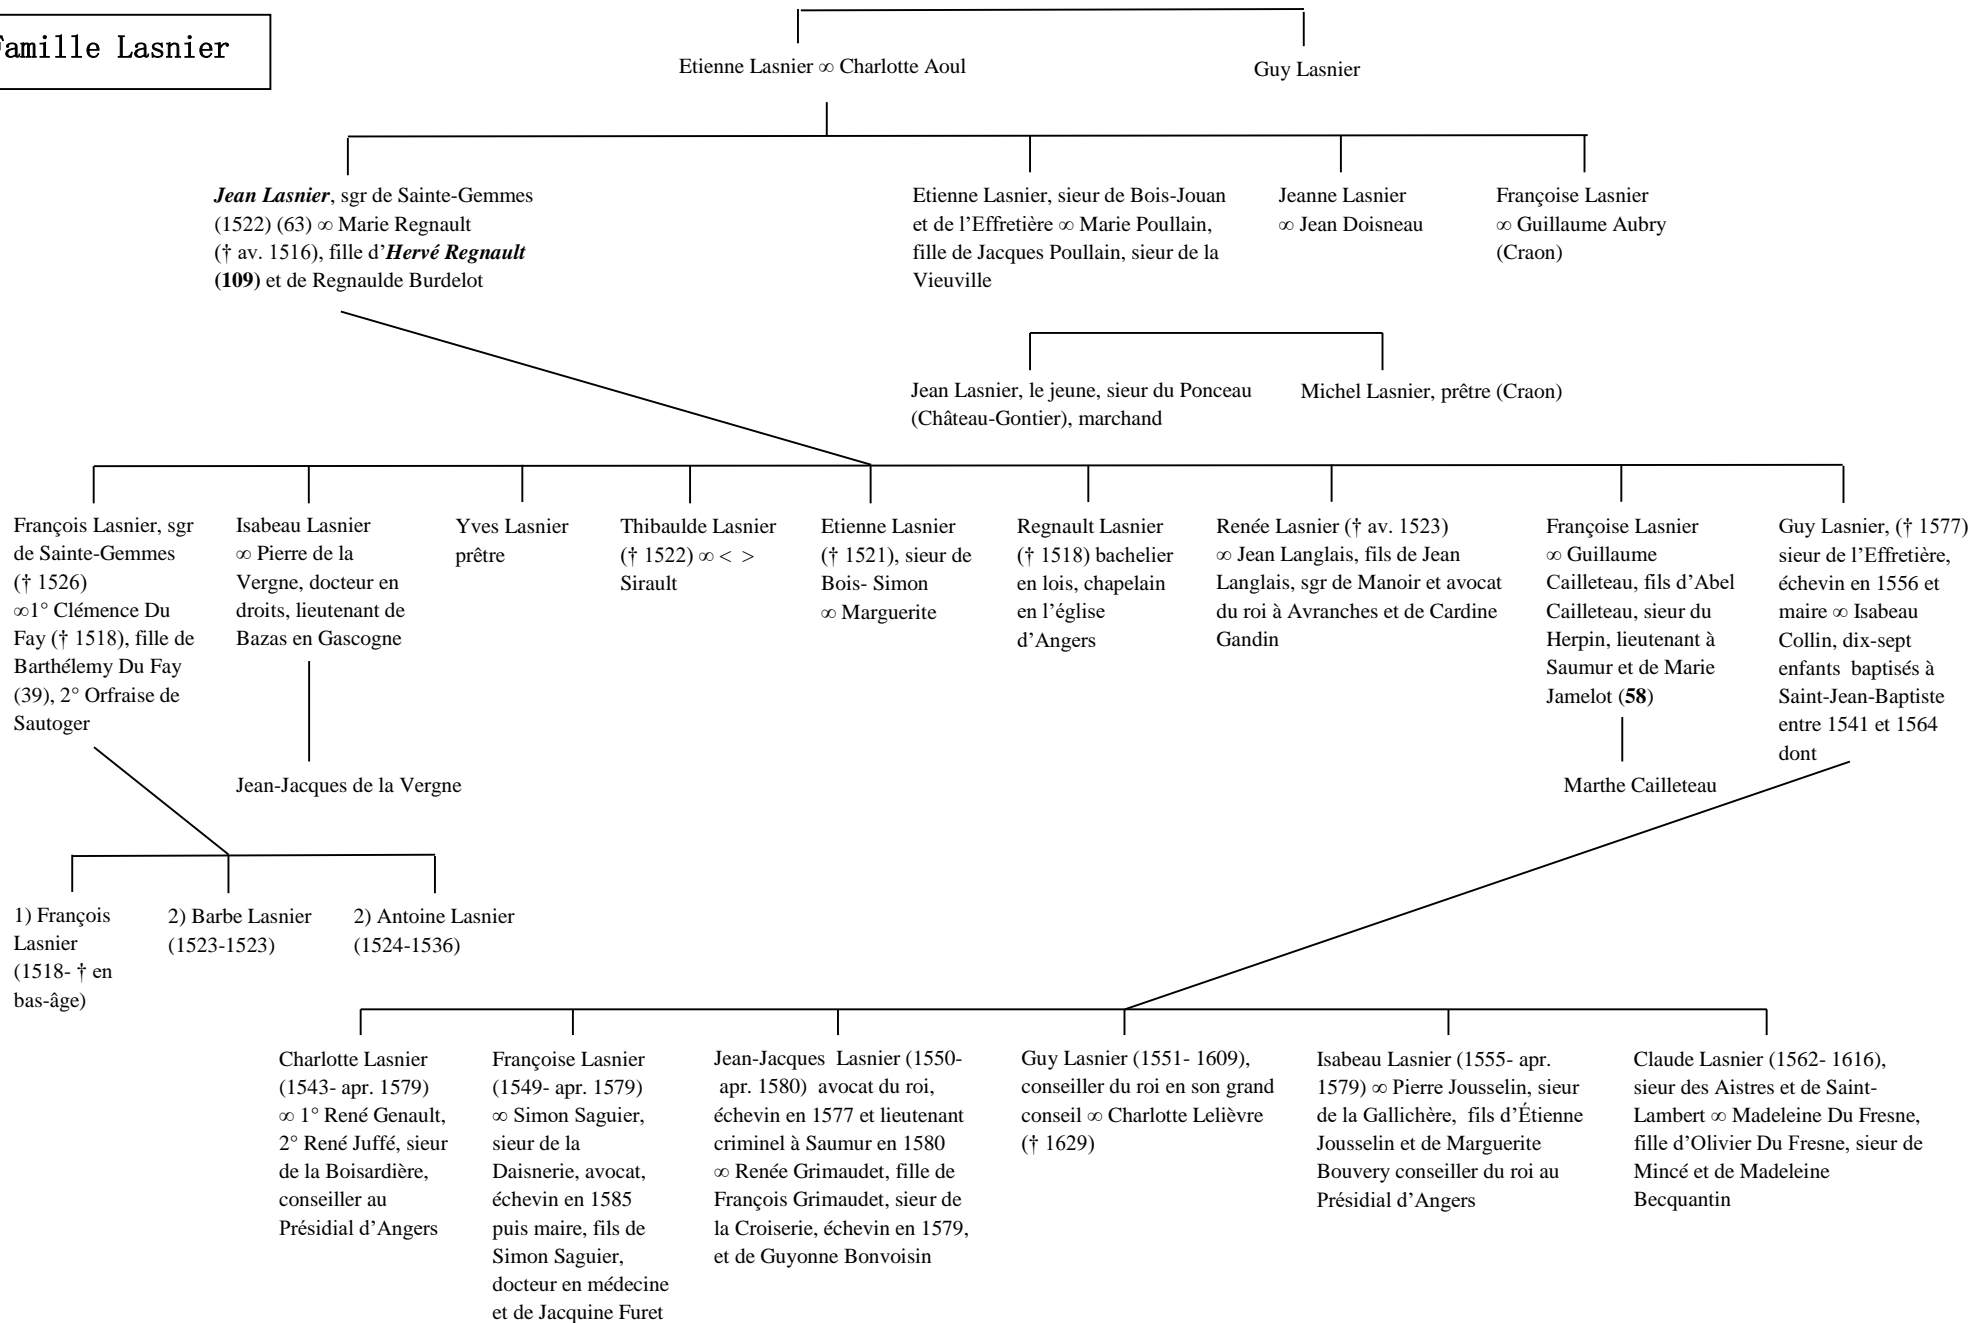 Famille Lasnier
Etienne Lasnier ∞ Charlotte Aoul
Guy Lasnier
Jean Lasnier, sgr de Sainte-Gemmes
(1522) (63) ∞ Marie Regnault
(† av. 1516), fille d’Hervé Regnault
(109) et de Regnaulde Burdelot
Etienne Lasnier, sieur de Bois-Jouan
et de l’Effretière ∞ Marie Poullain,
fille de Jacques Poullain, sieur de la
Vieuville
Jeanne Lasnier
∞ Jean Doisneau
Françoise Lasnier
∞ Guillaume Aubry
(Craon)
Jean Lasnier, le jeune, sieur du Ponceau
(Château-Gontier), marchand
Michel Lasnier, prêtre (Craon)
François Lasnier, sgr
de Sainte-Gemmes
(† 1526)
∞1° Clémence Du
Fay († 1518), fille de
Barthélemy Du Fay
(39), 2° Orfraise de
Sautoger
Isabeau Lasnier
∞ Pierre de la
Vergne, docteur en
droits, lieutenant de
Bazas en Gascogne
Yves Lasnier
prêtre
Thibaulde Lasnier
(† 1522) ∞ < >
Sirault
Etienne Lasnier
(† 1521), sieur de
Bois- Simon
∞ Marguerite
Regnault Lasnier
(† 1518) bachelier
en lois, chapelain
en l’église
d’Angers
Renée Lasnier († av. 1523)
∞ Jean Langlais, fils de Jean
Langlais, sgr de Manoir et avocat
du roi à Avranches et de Cardine
Gandin
Françoise Lasnier
∞ Guillaume
Cailleteau, fils d’Abel
Cailleteau, sieur du
Herpin, lieutenant à
Saumur et de Marie
Jamelot (58)
Guy Lasnier, († 1577)
sieur de l’Effretière,
échevin en 1556 et
maire ∞ Isabeau
Collin, dix-sept
enfants baptisés à
Saint-Jean-Baptiste
entre 1541 et 1564
dont
Jean-Jacques de la Vergne
Marthe Cailleteau
1) François
Lasnier
(1518- † en
bas-âge)
2) Barbe Lasnier
(1523-1523)
2) Antoine Lasnier
(1524-1536)
Charlotte Lasnier
(1543- apr. 1579)
∞ 1° René Genault,
2° René Juffé, sieur
de la Boisardière,
conseiller au
Présidial d’Angers
Françoise Lasnier
(1549- apr. 1579)
∞ Simon Saguier,
sieur de la
Daisnerie, avocat,
échevin en 1585
puis maire, fils de
Simon Saguier,
docteur en médecine
et de Jacquine Furet
Jean-Jacques Lasnier (1550-
apr. 1580) avocat du roi,
échevin en 1577 et lieutenant
criminel à Saumur en 1580
∞ Renée Grimaudet, fille de
François Grimaudet, sieur de
la Croiserie, échevin en 1579,
et de Guyonne Bonvoisin
Guy Lasnier (1551- 1609),
conseiller du roi en son grand
conseil ∞ Charlotte Lelièvre
(† 1629)
Isabeau Lasnier (1555- apr.
1579) ∞ Pierre Jousselin, sieur
de la Gallichère, fils d’Étienne
Jousselin et de Marguerite
Bouvery conseiller du roi au
Présidial d’Angers
Claude Lasnier (1562- 1616),
sieur des Aistres et de Saint-
Lambert ∞ Madeleine Du Fresne,
fille d’Olivier Du Fresne, sieur de
Mincé et de Madeleine
Becquantin